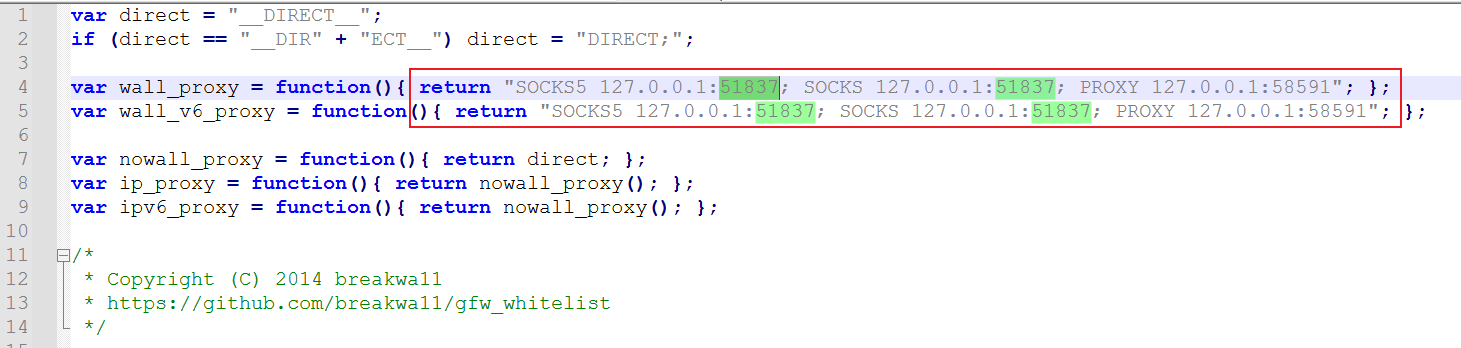 1 var direct = "__DIRECT__";
2 if (direct == "__DIR" + "ECT__") direct = "DIRECT;";
3
4 var wall_proxy = function(){ return "SOCKS5 127.0.0.1:51837; SOCKS 127.0.0.1:51837; PROXY 127.0.0.1:58591"; };
5 var wall_v6_proxy = function(){ return "SOCKS5 127.0.0.1:51837; SOCKS 127.0.0.1:51837; PROXY 127.0.0.1:58591"; };
6
7 var nowall_proxy = function(){ return direct; };
8 var ip_proxy = function(){ return nowall_proxy(); };
9 var ipv6_proxy = function(){ return nowall_proxy(); };
10
11 /*
12 * Copyright (C) 2014 breakwa11
13 * https://github.com/breakwa11/gfw_whitelist
14 */